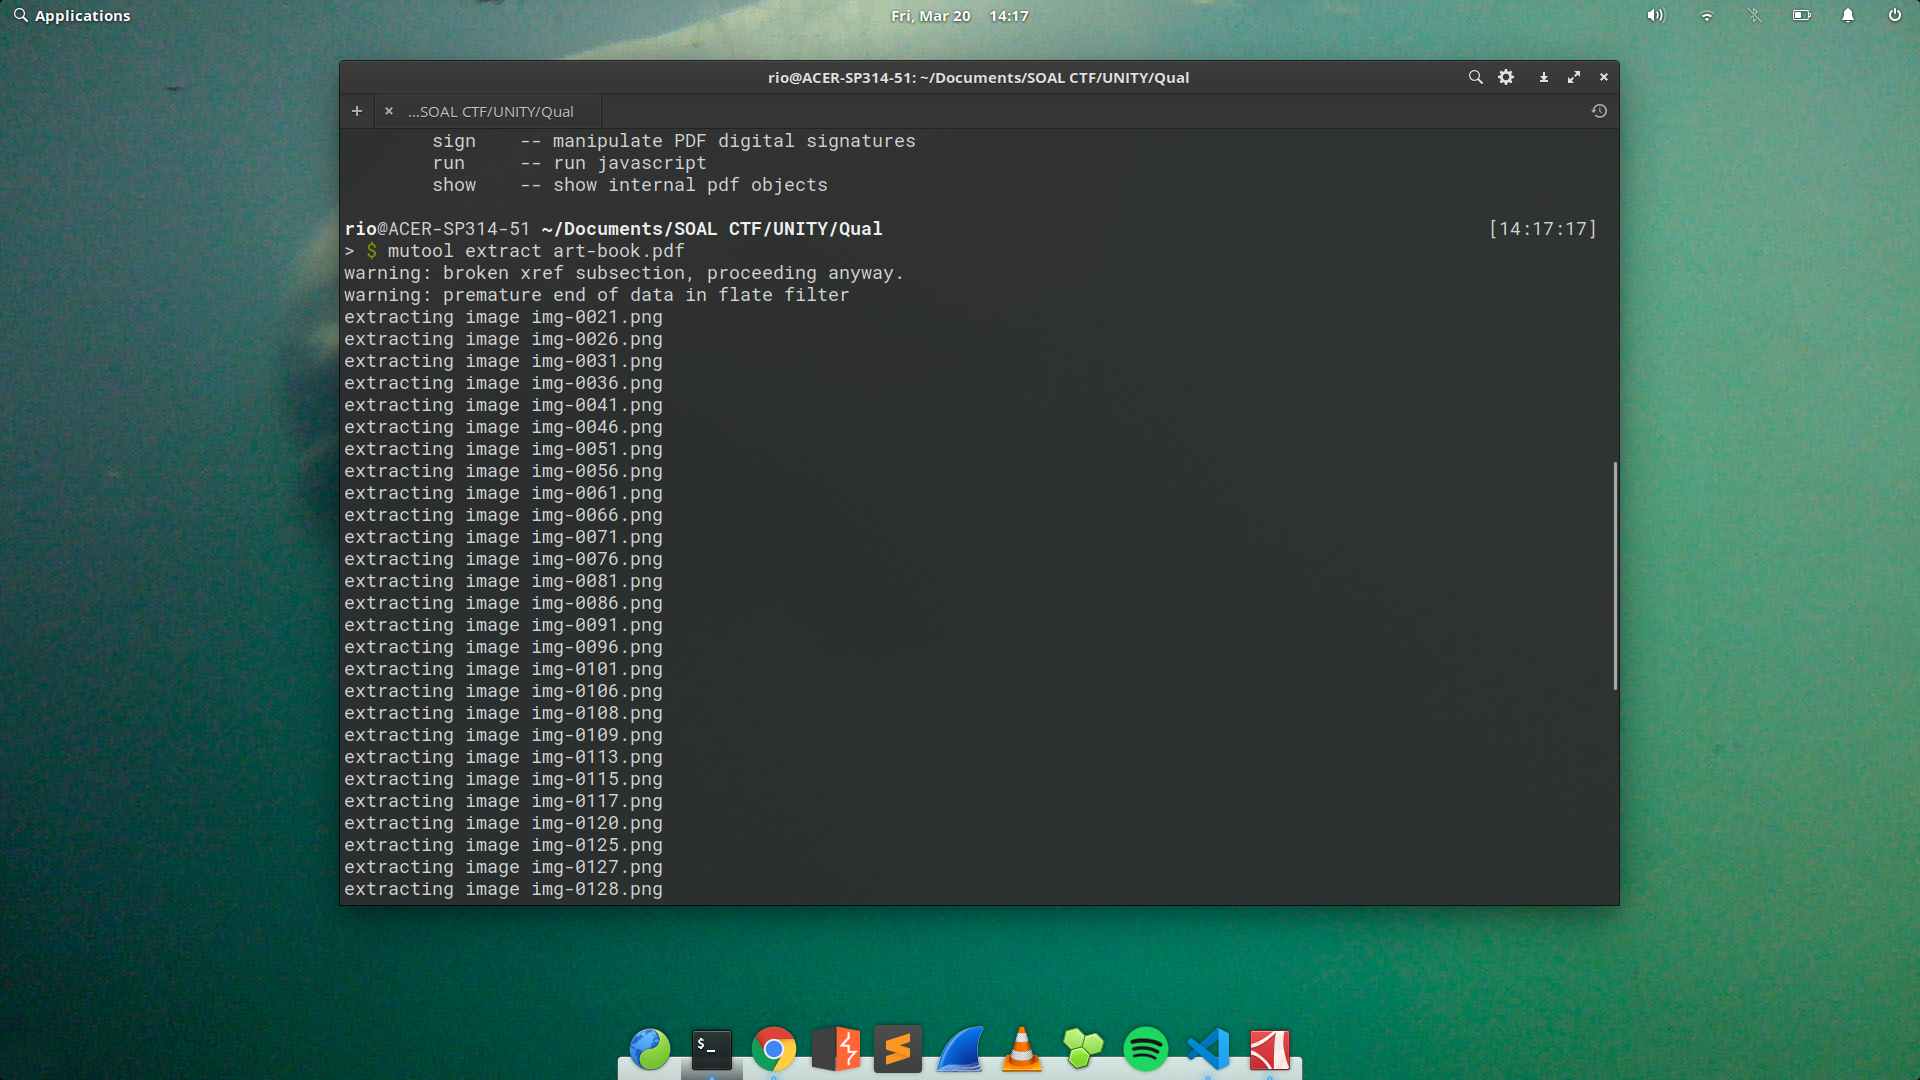 Applications
Fri, Mar 20 14:17
rio@ACER-SP314-51: ~/Documents/SOAL CTF/UNITY/Qual
...SOAL CTF/UNITY/Qual
sign -- manipulate PDF digital signatures
run -- run javascript
show -- show internal pdf objects
rio@ACER-SP314-51 ~/Documents/SOAL CTF/UNITY/Qual [14:17:17]
> $ mutool extract art-book.pdf
warning: broken xref subsection, proceeding anyway.
warning: premature end of data in flate filter
extracting image img-0021.png
extracting image img-0026.png
extracting image img-0031.png
extracting image img-0036.png
extracting image img-0041.png
extracting image img-0046.png
extracting image img-0051.png
extracting image img-0056.png
extracting image img-0061.png
extracting image img-0066.png
extracting image img-0071.png
extracting image img-0076.png
extracting image img-0081.png
extracting image img-0086.png
extracting image img-0091.png
extracting image img-0096.png
extracting image img-0101.png
extracting image img-0106.png
extracting image img-0108.png
extracting image img-0109.png
extracting image img-0113.png
extracting image img-0115.png
extracting image img-0117.png
extracting image img-0120.png
extracting image img-0125.png
extracting image img-0127.png
extracting image img-0128.png
$ _